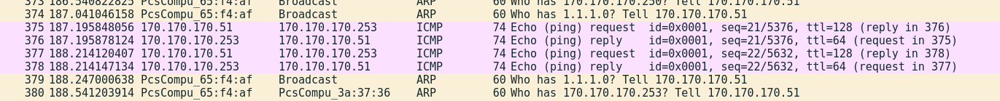 373 186.540822825 PcsCompu_65:f4:af Broadcast ARP 60 Who has 170.170.170.250? Tell 170.170.170.51
374 187.041046158 PcsCompu_65:f4:af Broadcast ARP 60 Who has 1.1.1.0? Tell 170.170.170.51
375 187.195848056 170.170.170.51 170.170.170.253 ICMP 74 Echo (ping) request id=0x0001, seq=21/5376, ttl=128 (reply in 376)
376 187.195878124 170.170.170.253 170.170.170.51 ICMP 74 Echo (ping) reply id=0x0001, seq=21/5376, ttl=64 (request in 375)
377 188.214120407 170.170.170.51 170.170.170.253 ICMP 74 Echo (ping) request id=0x0001, seq=22/5632, ttl=128 (reply in 378)
378 188.214147134 170.170.170.253 170.170.170.51 ICMP 74 Echo (ping) reply id=0x0001, seq=22/5632, ttl=64 (request in 377)
379 188.247000638 PcsCompu_65:f4:af Broadcast ARP 60 Who has 1.1.1.0? Tell 170.170.170.51
380 188.541203914 PcsCompu_65:f4:af PcsCompu_3a:37:36 ARP 60 Who has 170.170.170.253? Tell 170.170.170.51